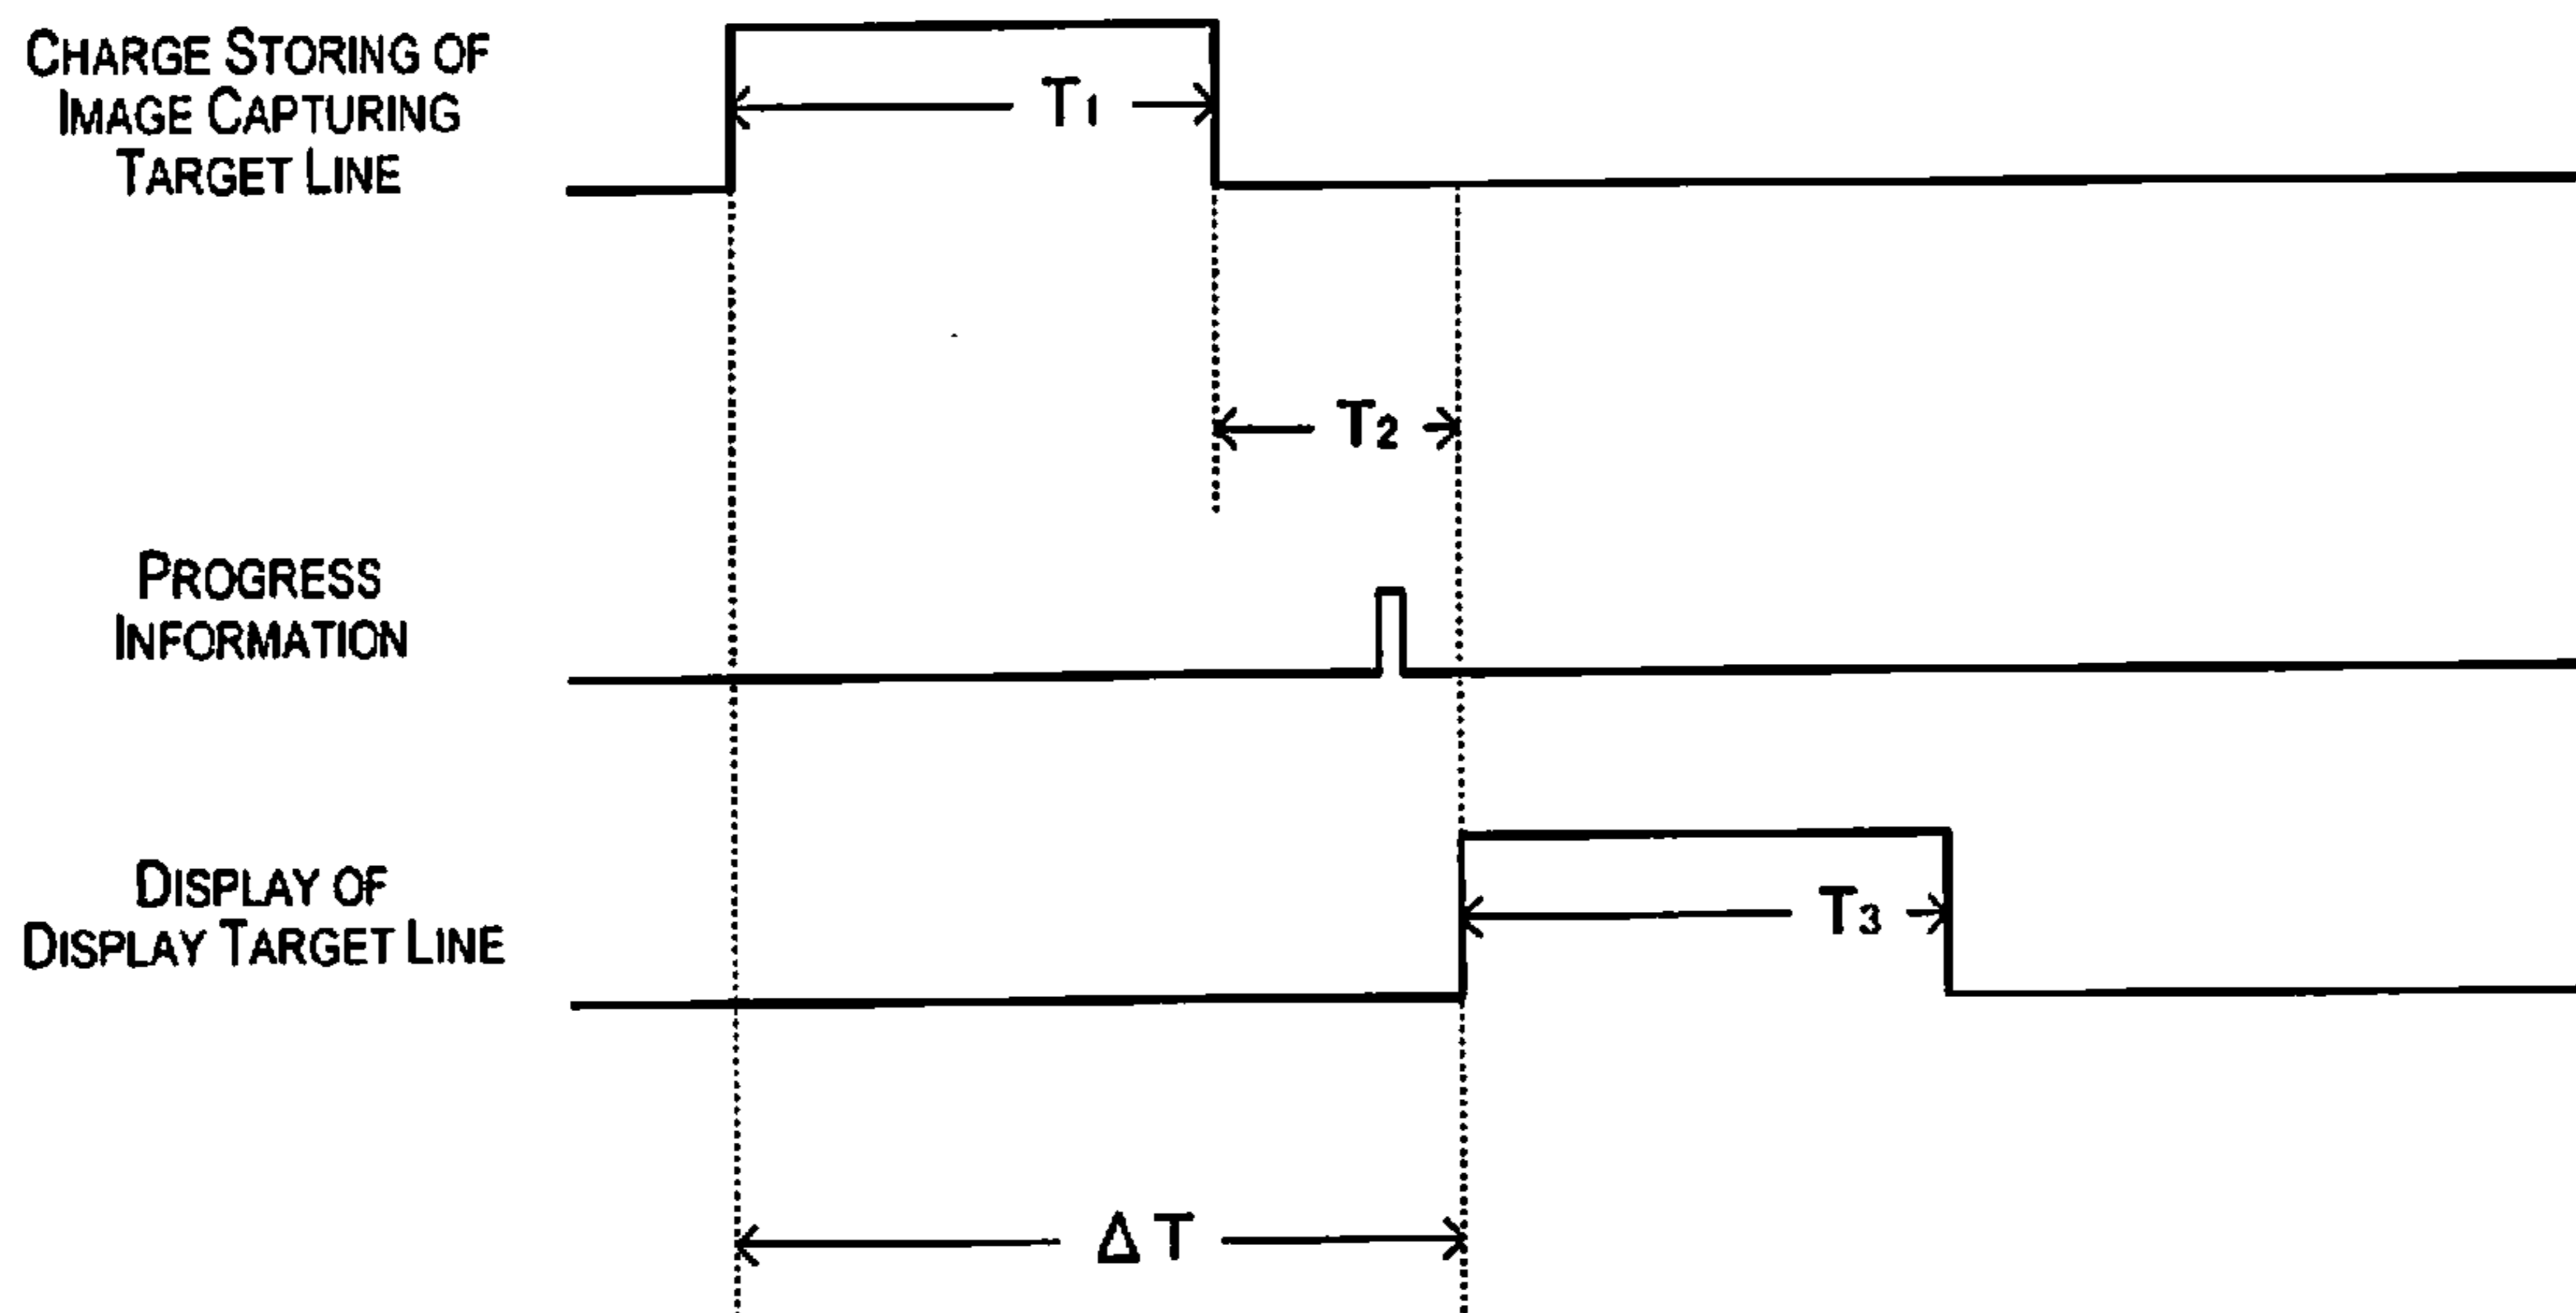 CHARGE STORING OF
IMAGE CAPTURING
TARGET LINE
T1
T2
PROGRESS
INFORMATION
DISPLAY OF
DISPLAY TARGET LINE
T3
ΔT